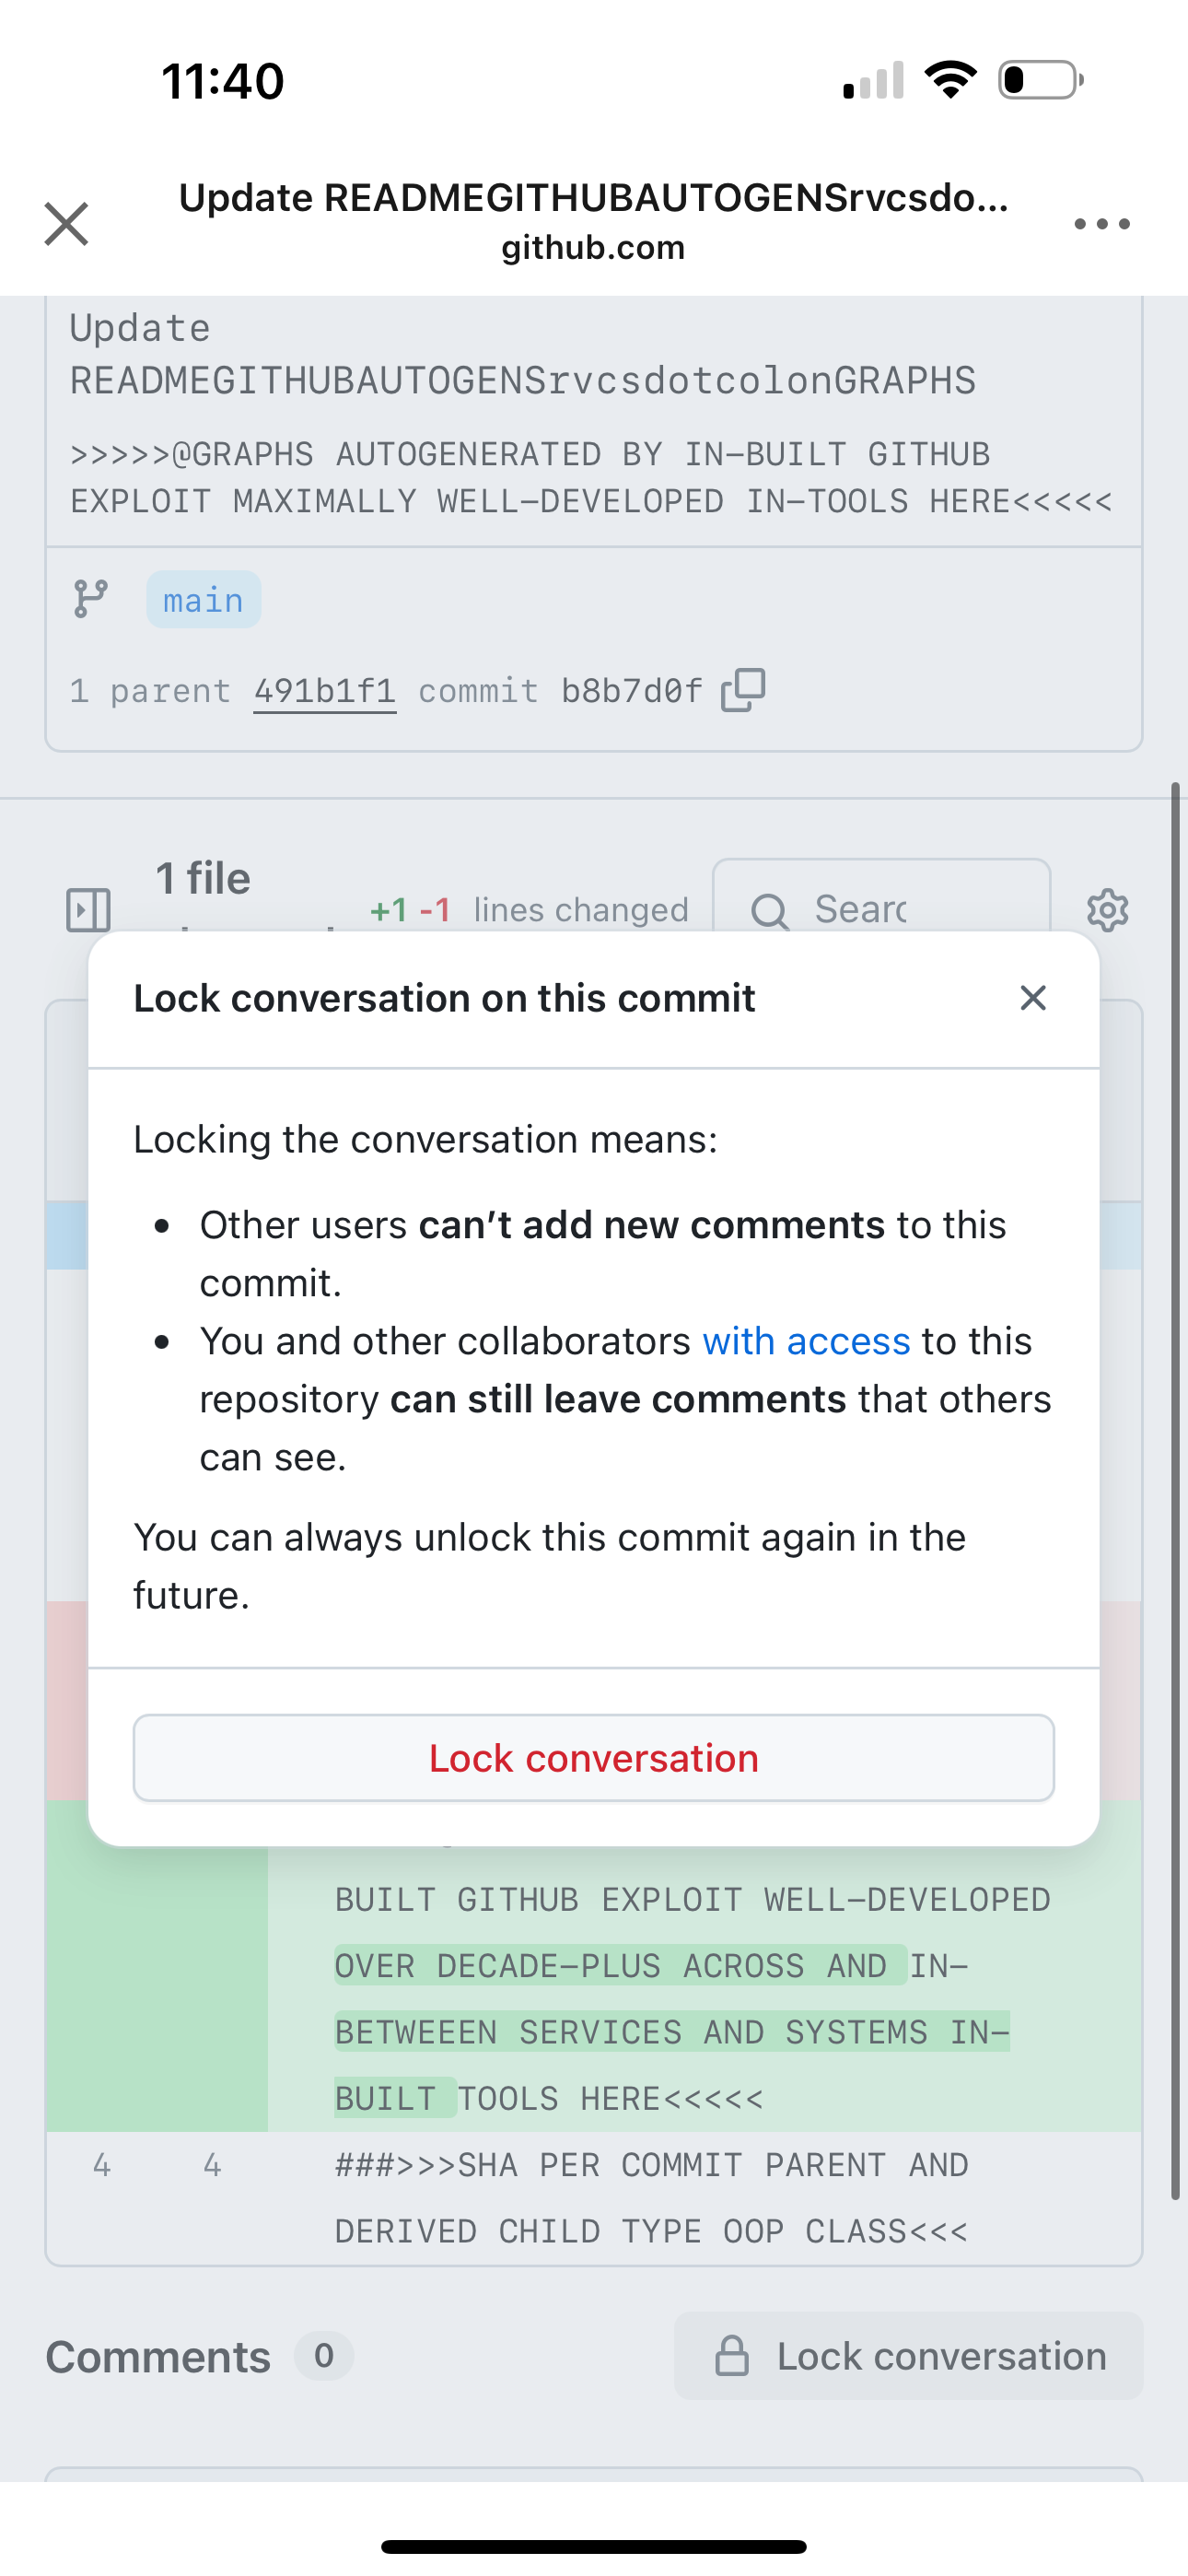 11:40
Update READMEGITHUBAUTOGENSrvcsdo...
github.com
Update
READMEGITHUBAUTOGENSrvcsdotcolonGRAPHS
>>>>>@GRAPHS AUTOGENERATED BY IN-BUILT GITHUB
EXPLOIT MAXIMALLY WELL-DEVELOPED IN-TOOLS HERE<<<<<
main
1 parent 491b1f1 commit b8b7d0f
1 file
+1 -1 lines changed
Searc
Lock conversation on this commit
Locking the conversation means:
• Other users can’t add new comments to this
commit.
• You and other collaborators with access to this
repository can still leave comments that others
can see.
You can always unlock this commit again in the
future.
Lock conversation
BUILT GITHUB EXPLOIT WELL-DEVELOPED
OVER DECADE-PLUS ACROSS AND IN-
BETWEEEN SERVICES AND SYSTEMS IN-
BUILT TOOLS HERE<<<<<
4 4 ###>>>SHA PER COMMIT PARENT AND
DERIVED CHILD TYPE OOP CLASS<<<
Comments 0
Lock conversation